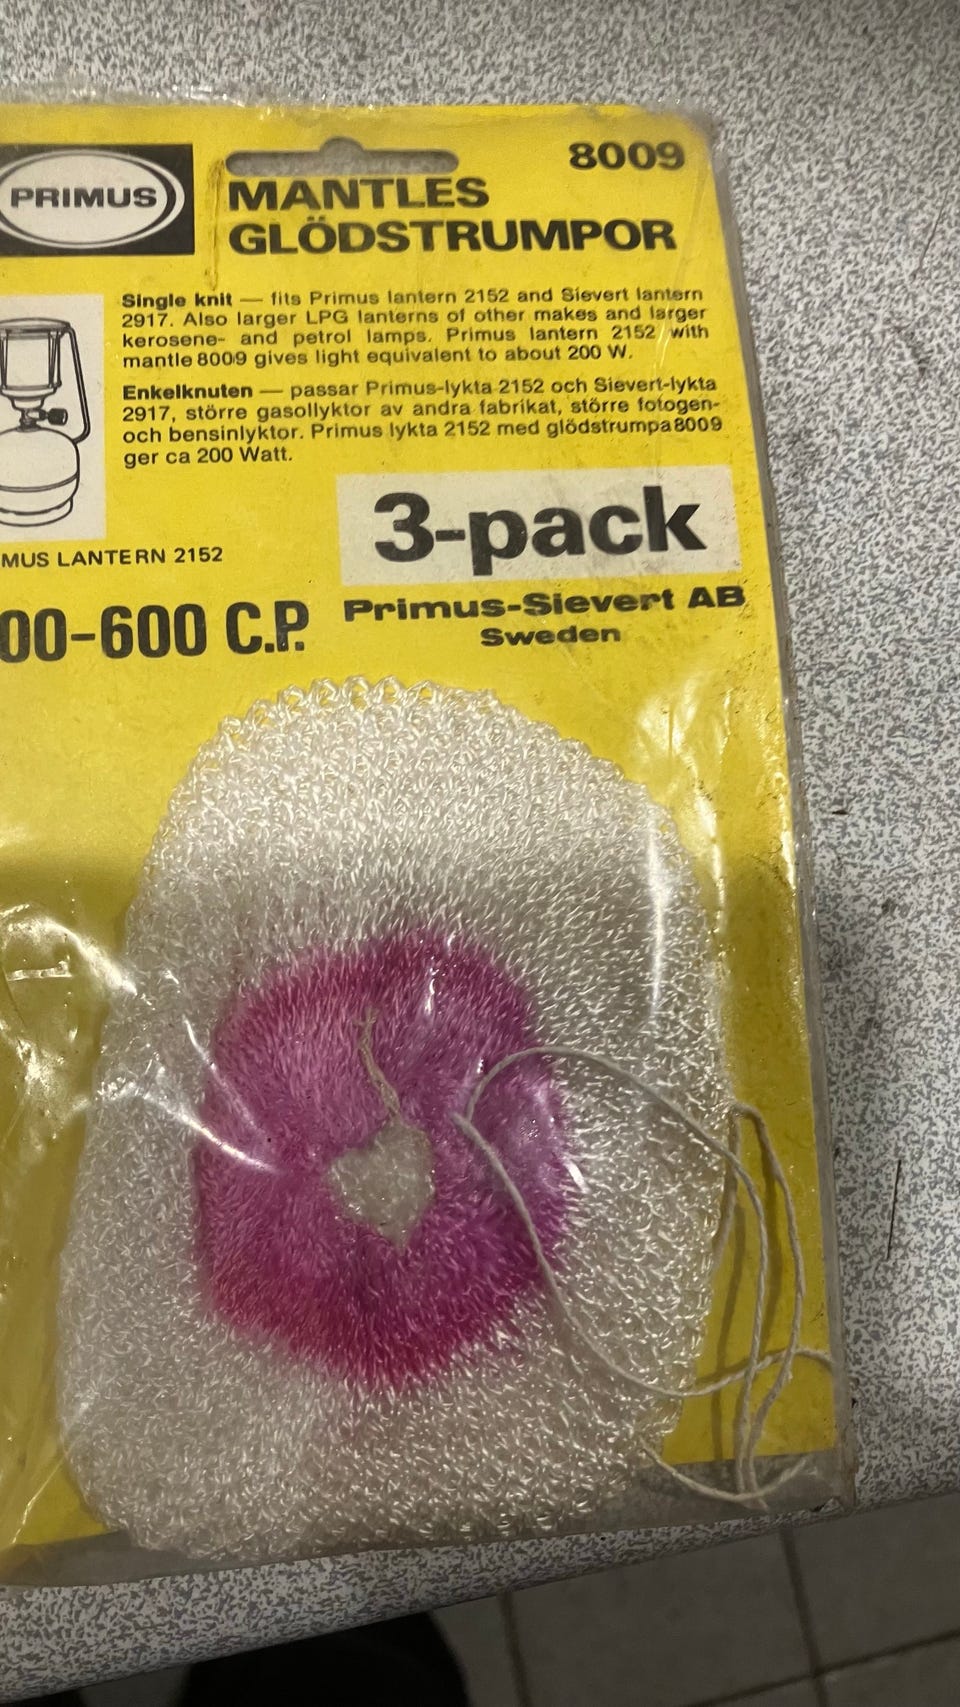 PRIMUS
8009
MANTLES
GLÖDSTRUMPOR
Single knit — fits Primus lantern 2152 and Sievert lantern
2917. Also larger LPG lanterns of other makes and larger
kerosene- and petrol lamps. Primus lantern 2152 with
mantle 8009 gives light equivalent to about 200 W.
Enkelknuten — passar Primus-lykta 2152 och Sievert-lykta
2917, större gasollyktor av andra fabrikat, större fotogen-
och bensinlyktor. Primus lykta 2152 med glödstrumpa 8009
ger ca 200 Watt.
3-pack
MUS LANTERN 2152
00-600 C.P.
Primus-Sievert AB
Sweden